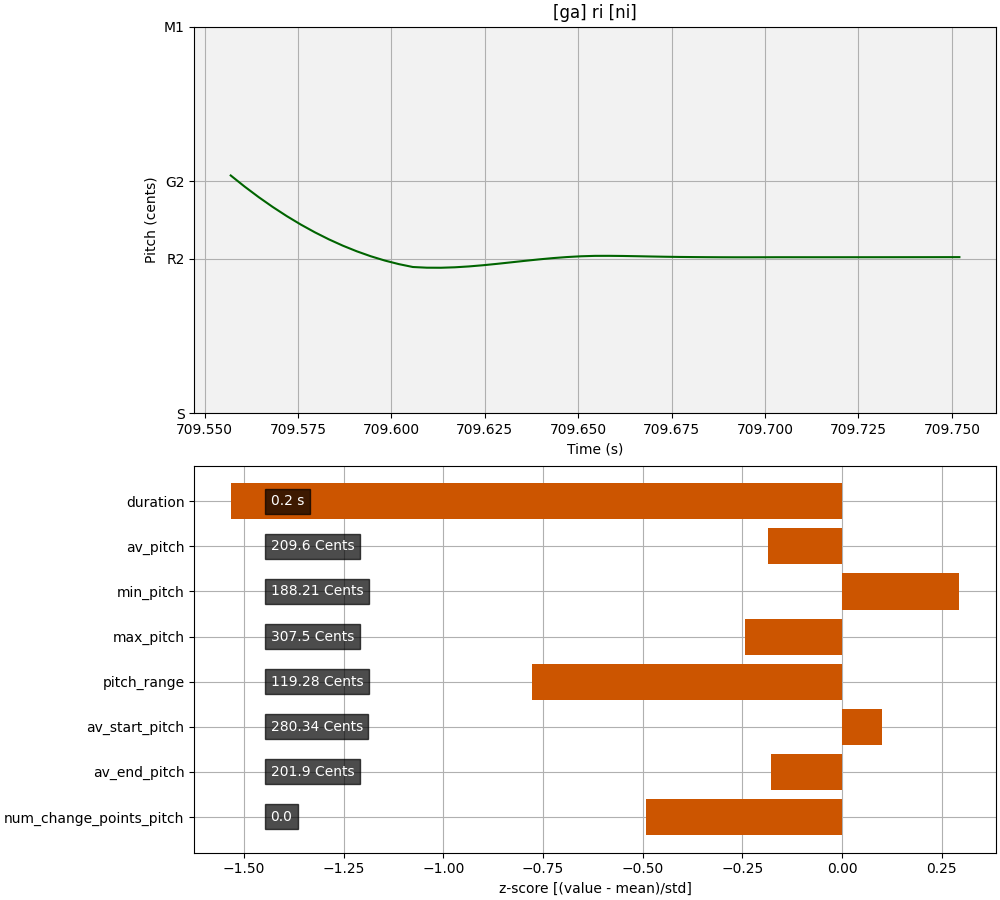 [ga] ri [ni]
M1
G2
R2
S
Pitch (cents)
709.550 709.575 709.600 709.625 709.650 709.675 709.700 709.725 709.750
Time (s)
duration 0.2 s
av_pitch 209.6 Cents
min_pitch 188.21 Cents
max_pitch 307.5 Cents
pitch_range 119.28 Cents
av_start_pitch 280.34 Cents
av_end_pitch 201.9 Cents
num_change_points_pitch 0.0
−1.50 −1.25 −1.00 −0.75 −0.50 −0.25 0.00 0.25
z-score [(value - mean)/std]